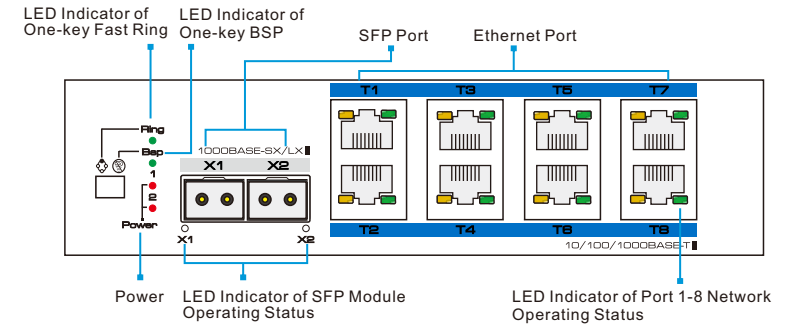 LED Indicator of
One-key Fast Ring
LED Indicator of
One-key BSP
SFP Port
Ethernet Port
T1 T3 T5 T7
Ring
Bsp
1
2
Power
1000BASE-SX/LX
X1 X2
X1 X2
T2 T4 T6 T8
10/100/1000BASE-T
Power
LED Indicator of SFP Module
Operating Status
LED Indicator of Port 1-8 Network
Operating Status